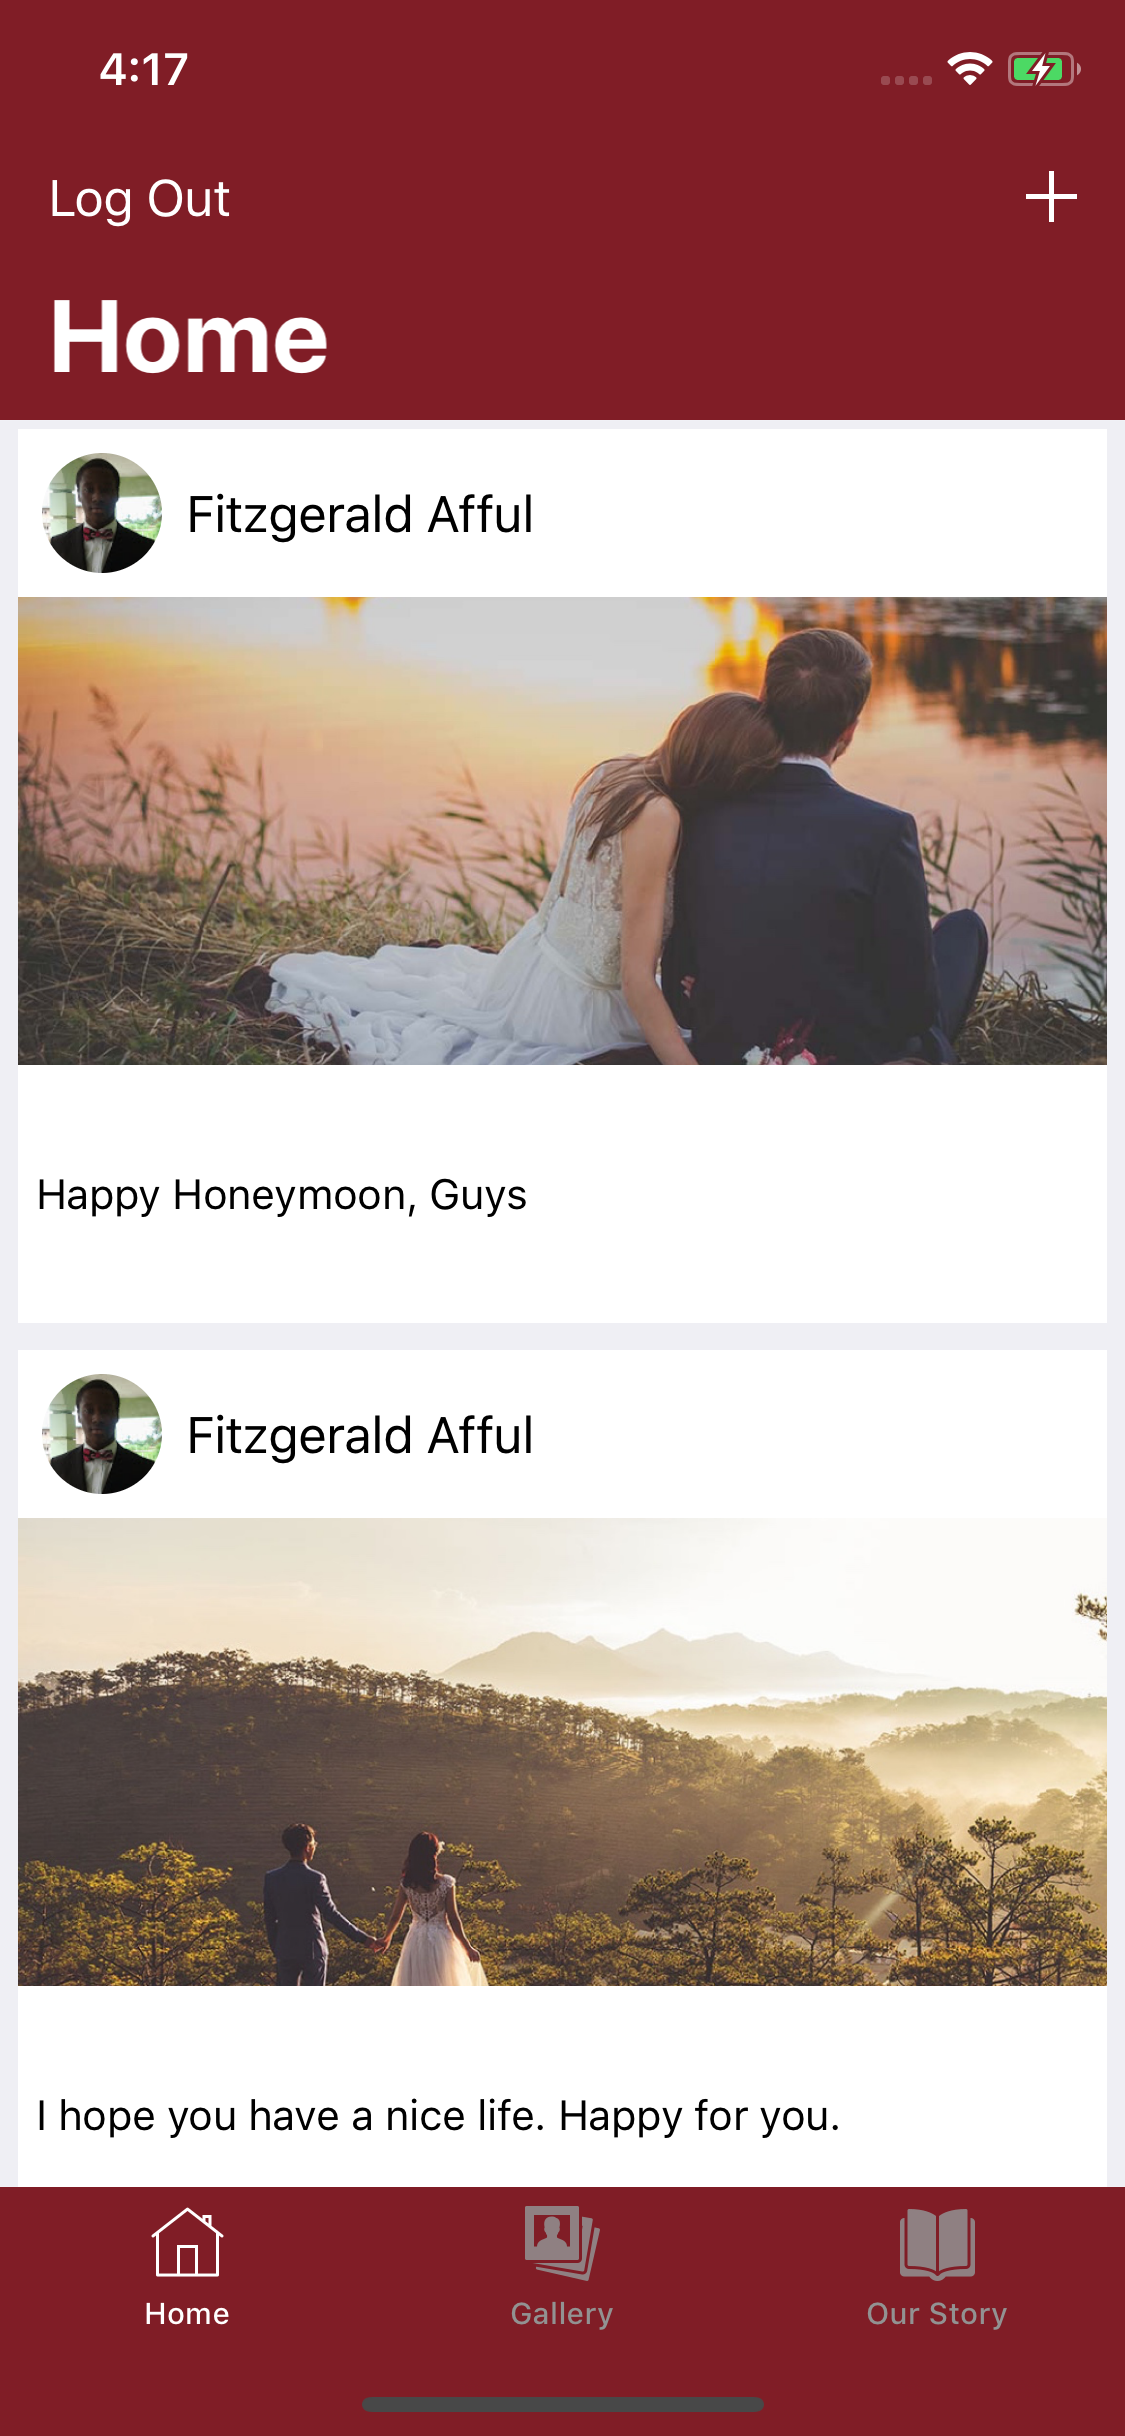 4:17
Log Out
Home
Fitzgerald Afful
Happy Honeymoon, Guys
Fitzgerald Afful
I hope you have a nice life. Happy for you.
Home
Gallery
Our Story